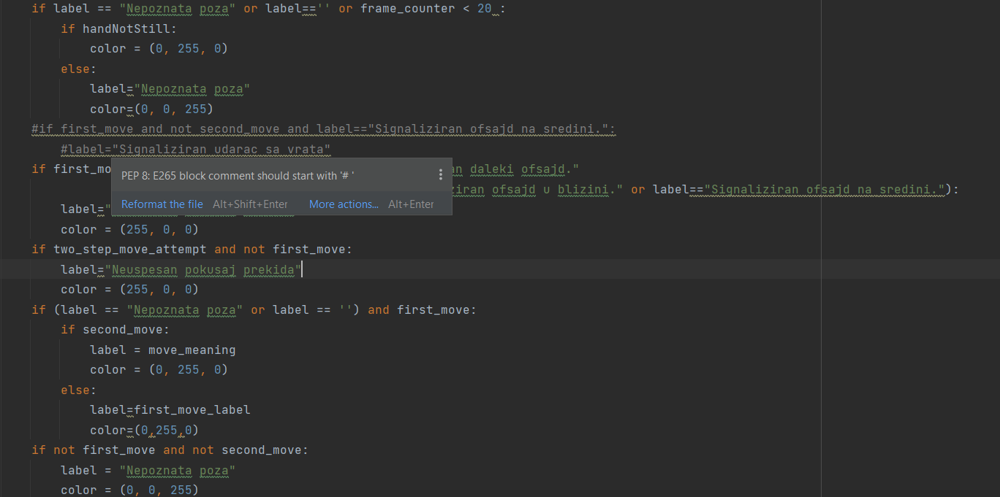 if label == "Nepoznata poza" or label=='' or frame_counter < 20 :
if handNotStill:
color = (0, 255, 0)
else:
label="Nepoznata poza"
color=(0, 0, 255)
#if first_move and not second_move and label=="Signaliziran ofsajd na sredini.":
#label="Signaliziran udarac sa vrata"
if first_mo
an daleki ofsajd."
PEP 8: E265 block comment should start with '# '
ziran ofsajd u blizini." or label=="Signaliziran ofsajd na sredini."):
Reformat the file Alt+Shift+Enter More actions... Alt+Enter
label="
color = (255, 0, 0)
if two_step_move_attempt and not first_move:
label="Neuspesan pokusaj prekida"
color = (255, 0, 0)
if (label == "Nepoznata poza" or label == '') and first_move:
if second_move:
label = move_meaning
color = (0, 255, 0)
else:
label=first_move_label
color=(0,255,0)
if not first_move and not second_move:
label = "Nepoznata poza"
color = (0, 0, 255)